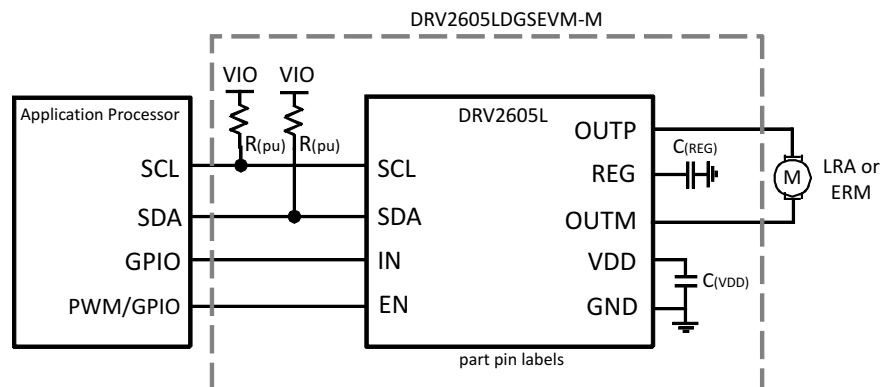 DRV2605LDGSEVM-M
VIO VIO
Application Processor
R(pu) R(pu)
DRV2605L
SCL
SDA
GPIO
PWM/GPIO
SCL
SDA
IN
EN
OUTP
REG
OUTM
VDD
GND
C(REG)
C(VDD)
M
LRA or
ERM
part pin labels